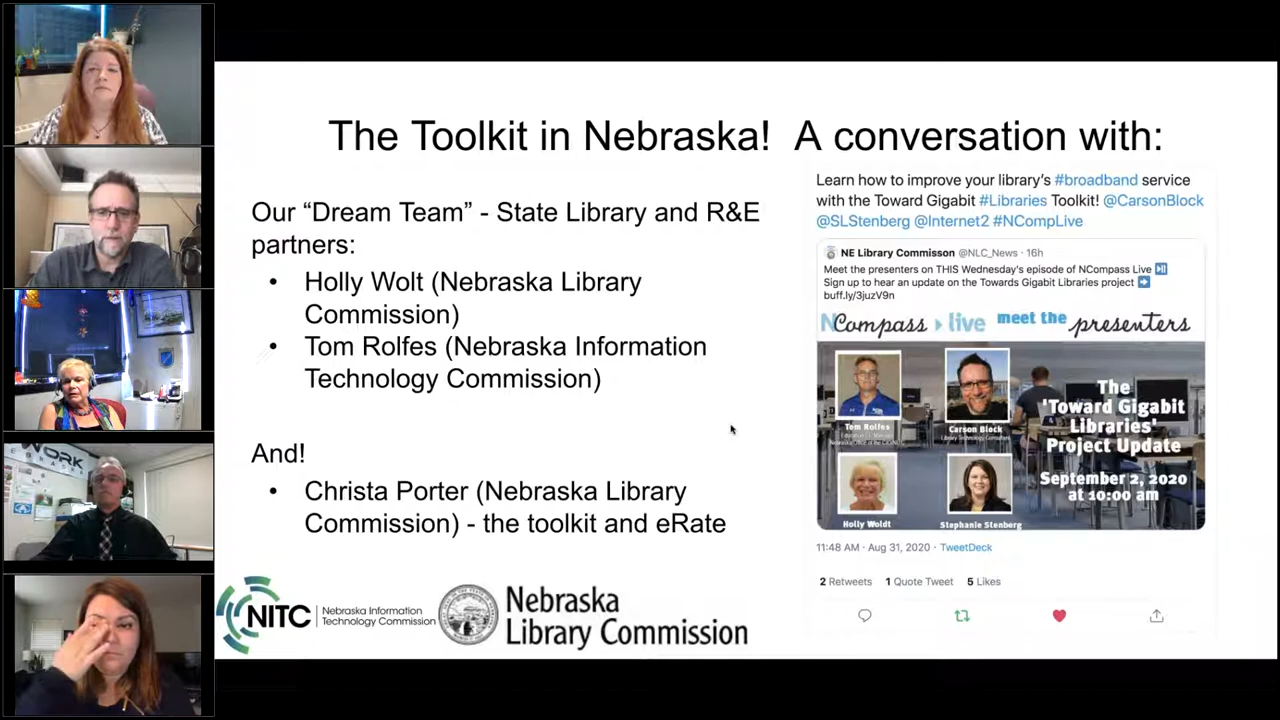 The Toolkit in Nebraska! A conversation with:
Our “Dream Team” - State Library and R&E
partners:
• Holly Wolt (Nebraska Library
Commission)
• Tom Rolfes (Nebraska Information
Technology Commission)
And!
• Christa Porter (Nebraska Library
Commission) - the toolkit and eRate
NITC
Nebraska Information
Technology Commission
Nebraska
Library Commission
Learn how to improve your library's #broadband service
with the Toward Gigabit #Libraries Toolkit! @CarsonBlock
@SLStenberg @Internet2 #NCompLive
NE Library Commisson @NLC_News · 16h
Meet the presenters on THIS Wednesday's episode of NCompass Live
Sign up to hear an update on the Towards Gigabit Libraries project
buff.ly/3juzV9n
NCompass live meet the presenters
Tom Rolfes
Carson Block
Library Technology Consultant
Holly Woldt
Stephanie Stenberg
The
'Toward Gigabit
Libraries'
Project Update
September 2, 2020
at 10:00 am
11:48 AM · Aug 31, 2020 · TweetDeck
2 Retweets 1 Quote Tweet 5 Likes
WORK